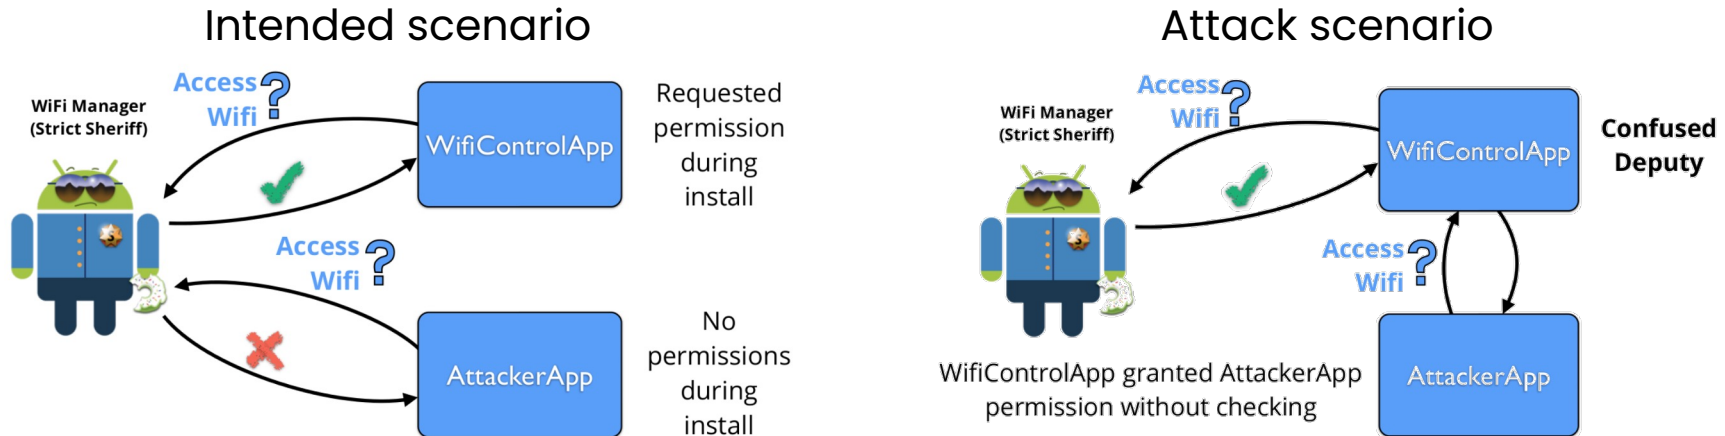 Intended scenario
WiFi Manager
(Strict Sheriff)
Access
Wifi
?
WifiControlApp
Requested
permission
during
install
Access
Wifi
?
AttackerApp
No
permissions
during
install
Attack scenario
WiFi Manager
(Strict Sheriff)
Access
Wifi
?
WifiControlApp
Confused
Deputy
Access
Wifi
?
WifiControlApp granted AttackerApp
permission without checking
AttackerApp
S
S